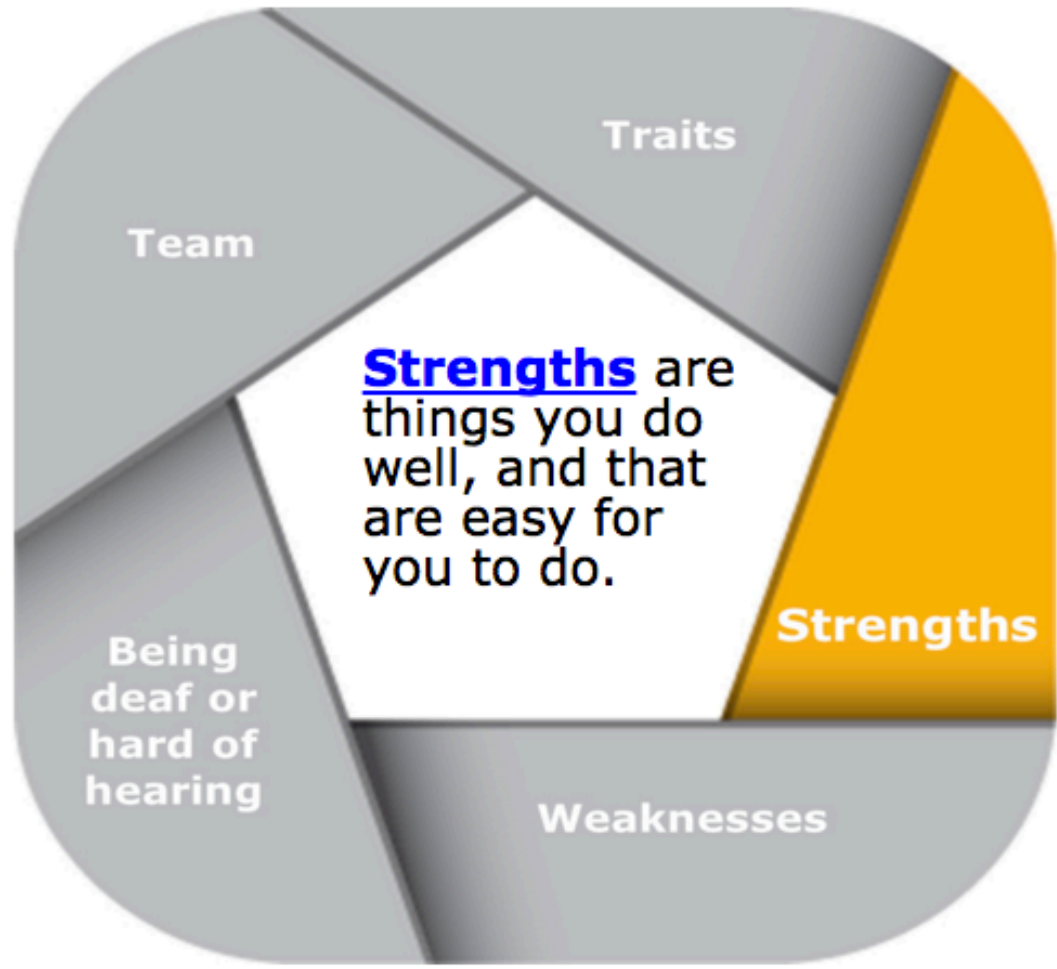 Traits
Team
Strengths are
things you do
well, and that
are easy for
you to do.
Strengths
Being
deaf or
hard of
hearing
Weaknesses